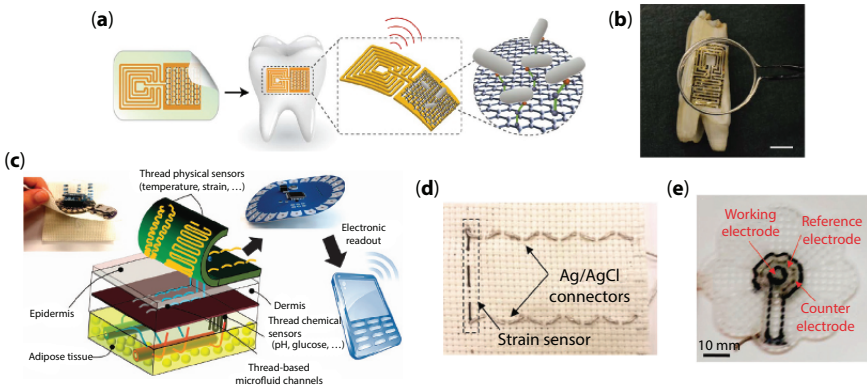 (a)
(b)
(c)
Thread physical sensors
(temperature, strain, ...)
Electronic
readout
Epidermis
Dermis
Thread chemical
sensors
(pH, glucose, ...)
Adipose tissue
Thread-based
microfluid channels
(d)
Ag/AgCl
connectors
Strain sensor
(e)
Working
electrode
Reference
electrode
Counter
electrode
10 mm